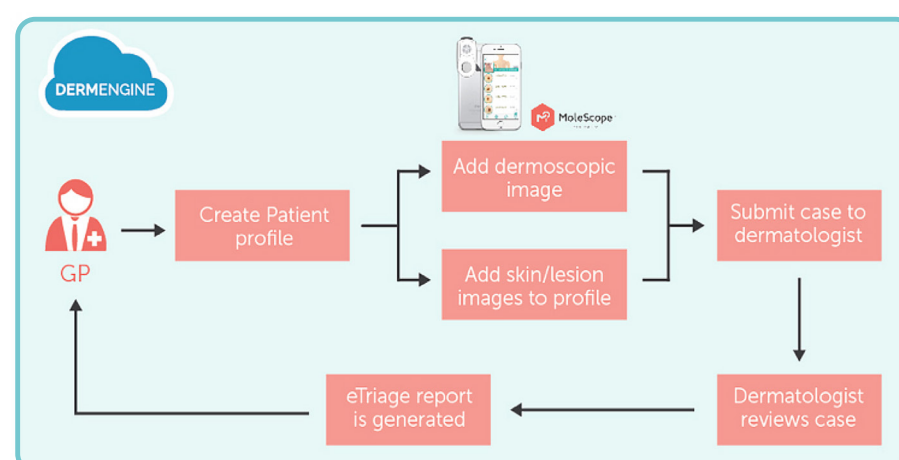 DERMENGINE
MoleScope
GP
Create Patient
profile
Add dermoscopic
image
Add skin/lesion
images to profile
Submit case to
dermatologist
Dermatologist
reviews case
eTriage report
is generated